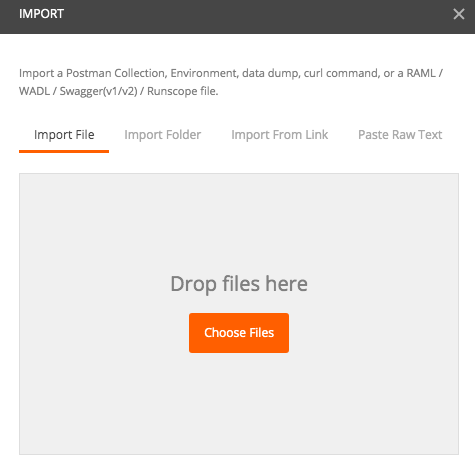 IMPORT
Import a Postman Collection, Environment, data dump, curl command, or a RAML /
WADL / Swagger(v1/v2) / Runscope file.
Import File Import Folder Import From Link Paste Raw Text
Drop files here
Choose Files